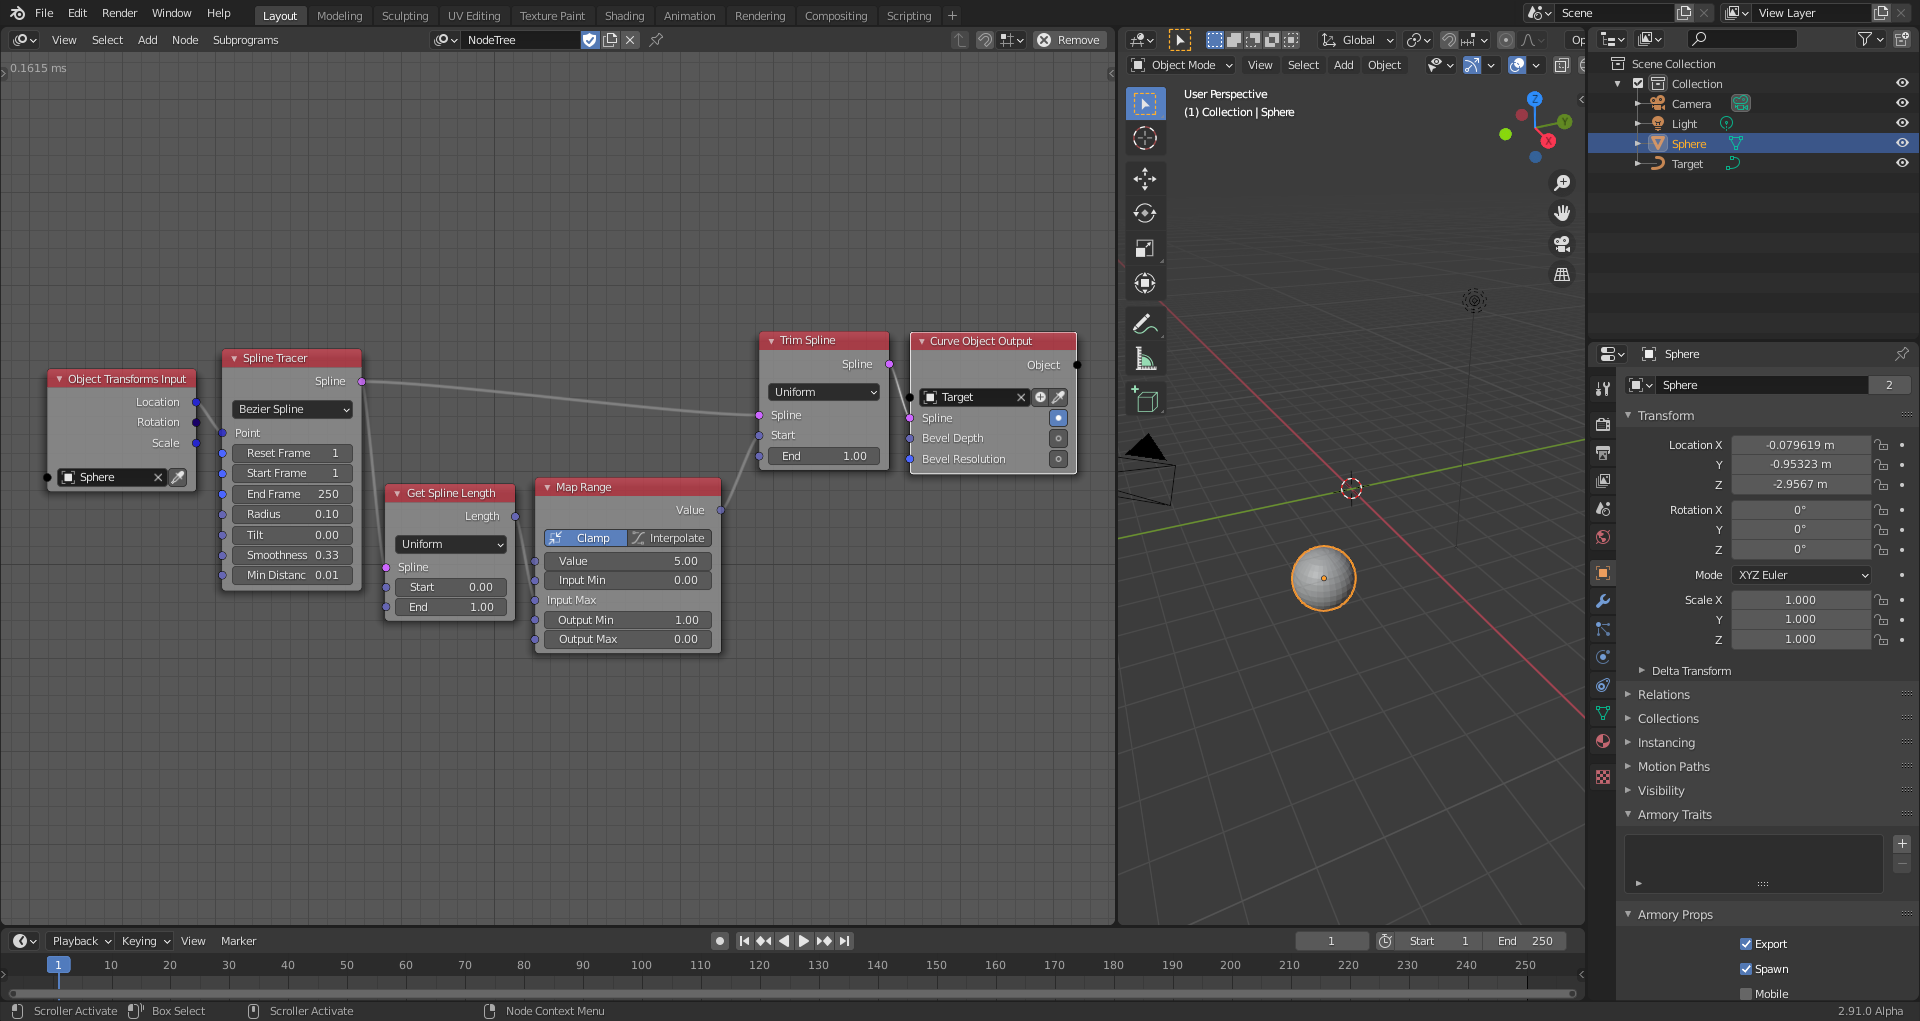 File Edit Render Window Help
Layout Modeling Sculpting UV Editing Texture Paint Shading Animation Rendering Compositing Scripting +
Scene
View Layer
View Select Add Node Subprograms
NodeTree
Remove
0.1615 ms
Object Transforms Input
Location
Rotation
Scale
Sphere
Spline Tracer
Spline
Bezier Spline
Point
Reset Frame 1
Start Frame 1
End Frame 250
Radius 0.10
Tilt 0.00
Smoothness 0.33
Min Distanc 0.01
Get Spline Length
Length
Uniform
Spline
Start 0.00
End 1.00
Map Range
Value
Clamp Interpolate
Value 5.00
Input Min 0.00
Input Max
Output Min 1.00
Output Max 0.00
Trim Spline
Spline
Uniform
Spline
Start
End 1.00
Curve Object Output
Object
Target
Spline
Bevel Depth
Bevel Resolution
Global
Op
Object Mode View Select Add Object
User Perspective
(1) Collection | Sphere
Z
Y
X
Scene Collection
Collection
Camera
Light
Sphere
Target
Sphere
Sphere 2
Transform
Location X -0.079619 m
Y -0.95323 m
Z -2.9567 m
Rotation X 0°
Y 0°
Z 0°
Mode XYZ Euler
Scale X 1.000
Y 1.000
Z 1.000
Delta Transform
Relations
Collections
Instancing
Motion Paths
Visibility
Armory Traits
Armory Props
Export
Spawn
Mobile
Playback Keying View Marker
1
Start 1
End 250
1 10 20 30 40 50 60 70 80 90 100 110 120 130 140 150 160 170 180 190 200 210 220 230 240 250
Scroller Activate Box Select Scroller Activate Node Context Menu
2.91.0 Alpha